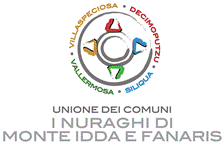 • VILLASPECIOSA • DECIMOPUTZU
• VALLERMOSA • SILIQUA •
UNIONE DEI COMUNI
I NURAGHI DI
MONTE IDDA E FANARIS